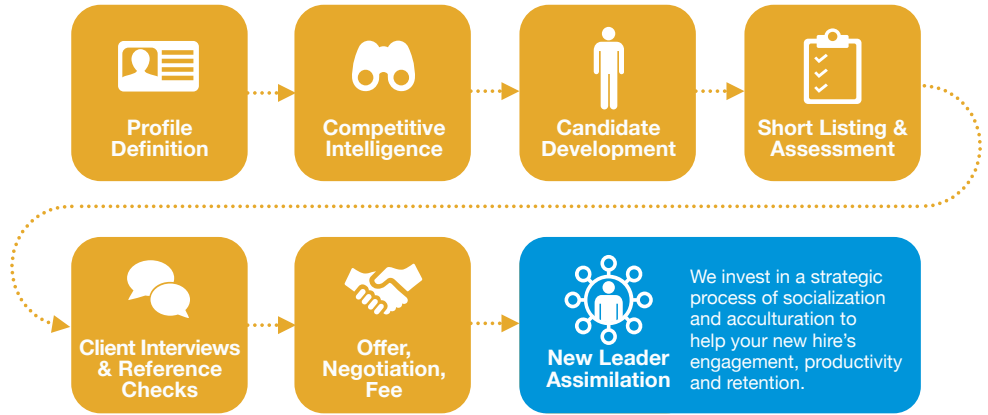 Profile
Definition
Competitive
Intelligence
Candidate
Development
Short Listing &
Assessment
Client Interviews
& Reference
Checks
Offer,
Negotiation,
Fee
New Leader
Assimilation
We invest in a strategic
process of socialization
and acculturation to
help your new hire’s
engagement, productivity
and retention.